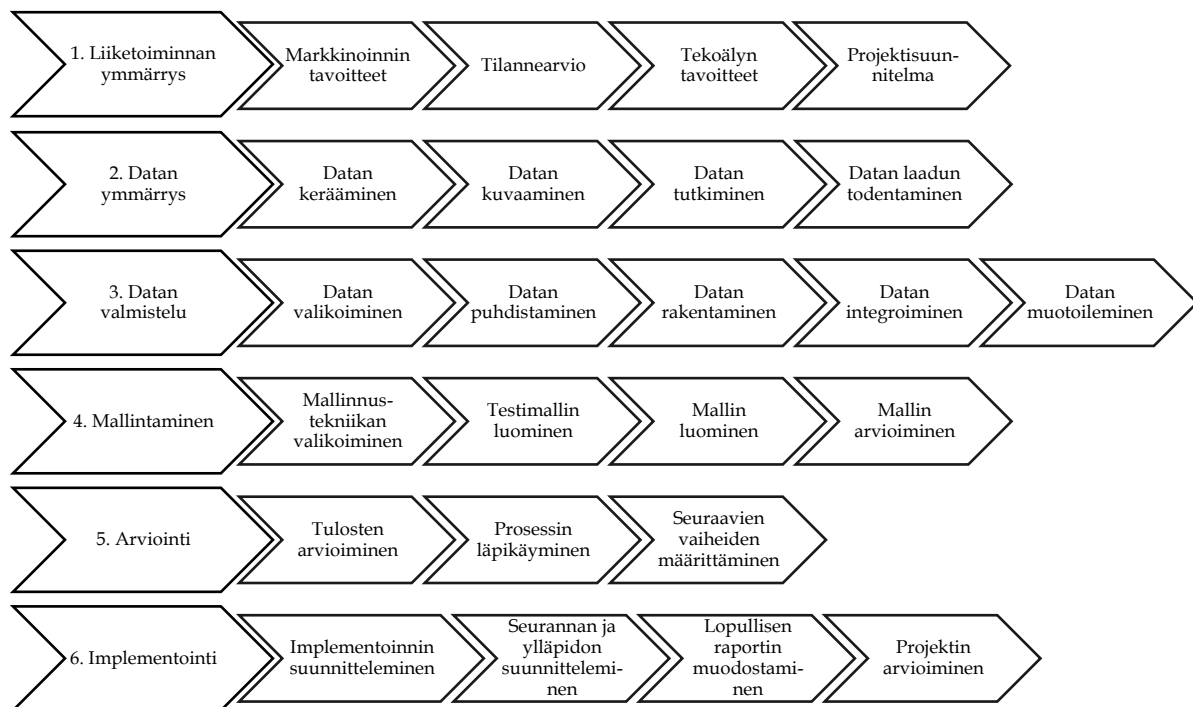 1. Liiketoiminnan
ymmärrys
Markkinoinnin
tavoitteet
Tilannearvio
Tekoälyn
tavoitteet
Projektisuun-
nitelma
2. Datan
ymmärrys
Datan
kerääminen
Datan
kuvaaminen
Datan
tutkiminen
Datan laadun
todentaminen
3. Datan
valmistelu
Datan
valikoiminen
Datan
puhdistaminen
Datan
rakentaminen
Datan
integroiminen
Datan
muotoileminen
4. Mallintaminen
Mallinnus-
tekniikan
valikoiminen
Testimallin
luominen
Mallin
luominen
Mallin
arvioiminen
5. Arviointi
Tulosten
arvioiminen
Prosessin
läpikäyminen
Seuraavien
vaiheiden
määrittäminen
6. Implementointi
Implementoinnin
suunnitteleminen
Seurannan ja
ylläpidon
suunnittelemi-
nen
Lopullisen
raportin
muodostami-
nen
Projektin
arvioiminen